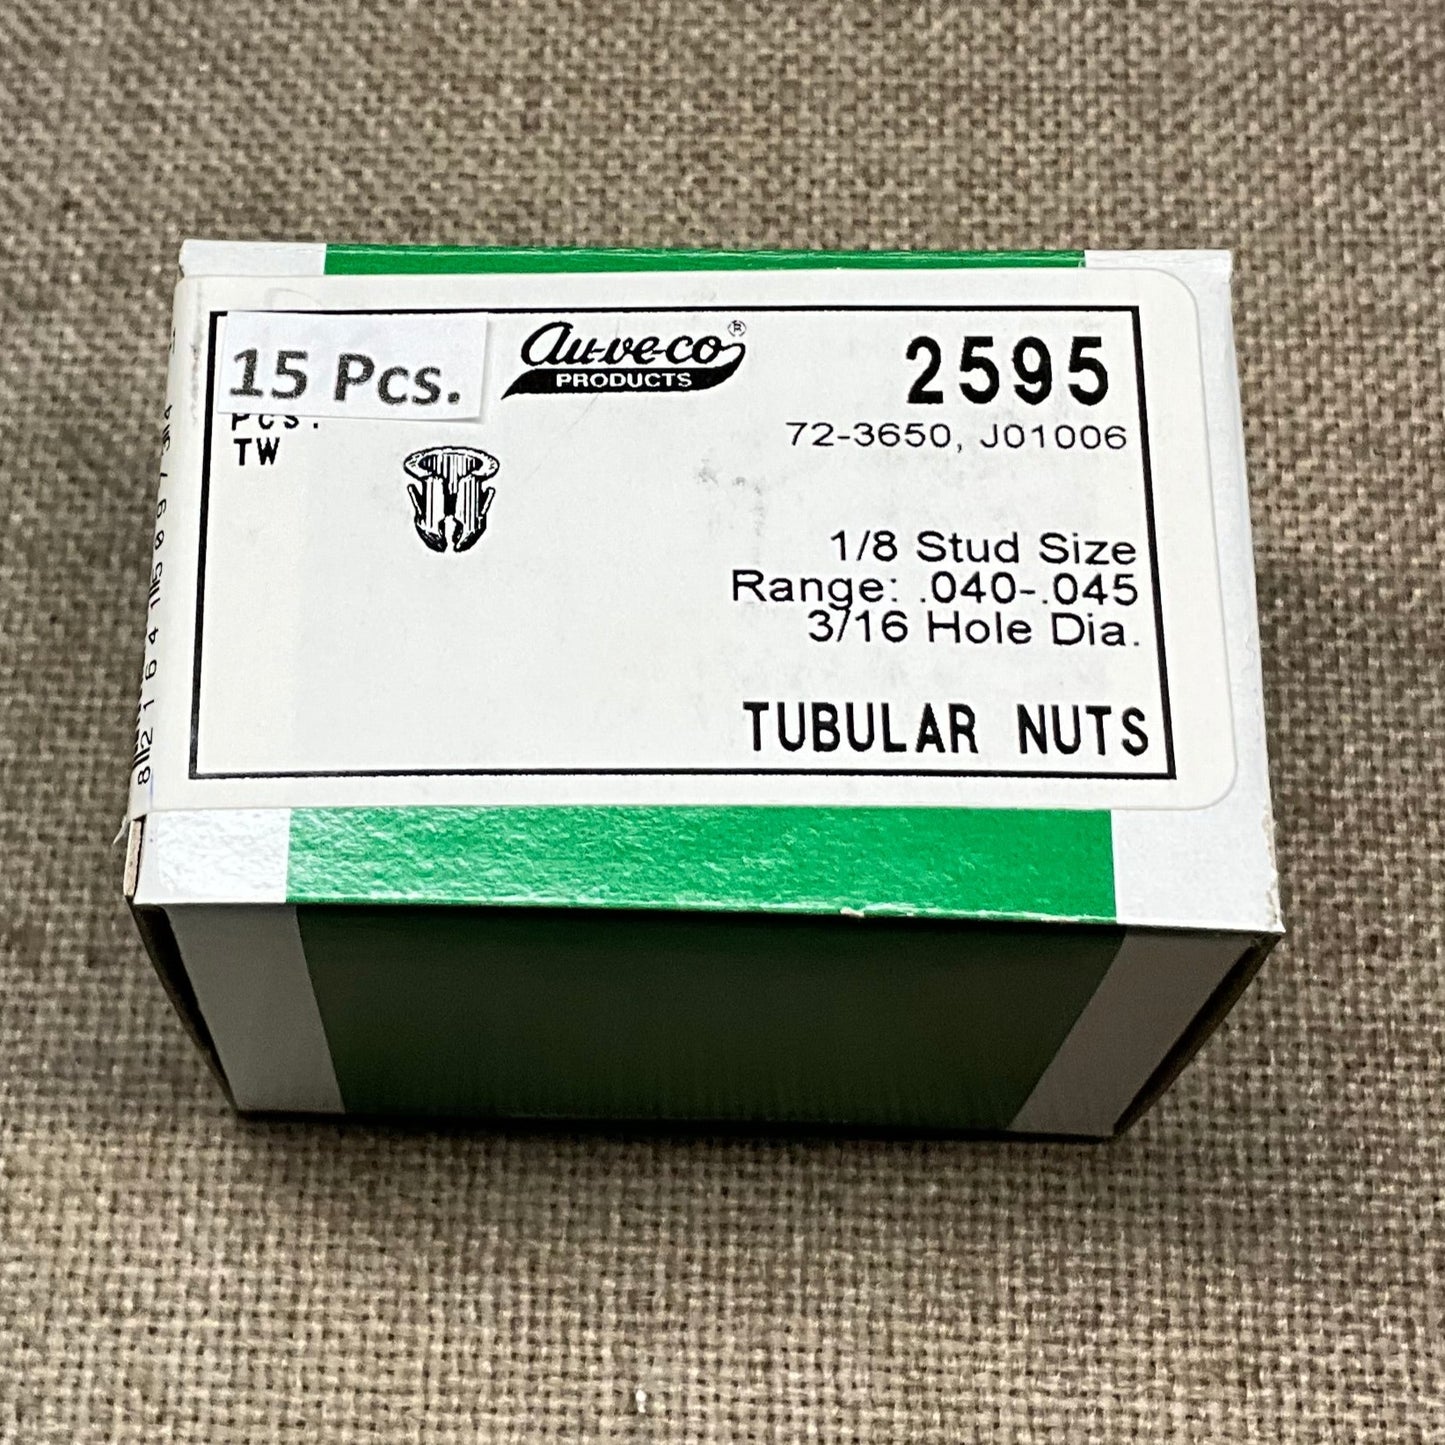 15 Pcs.
Pcs.
TW
au-ve-co®
PRODUCTS
2595
72-3650, J01006
1/8 Stud Size
Range: .040-.045
3/16 Hole Dia.
TUBULAR NUTS